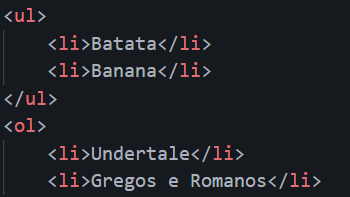 <ul>
    <li>Batata</li>
    <li>Banana</li>
</ul>
<ol>
    <li>Undertale</li>
    <li>Gregos e Romanos</li>